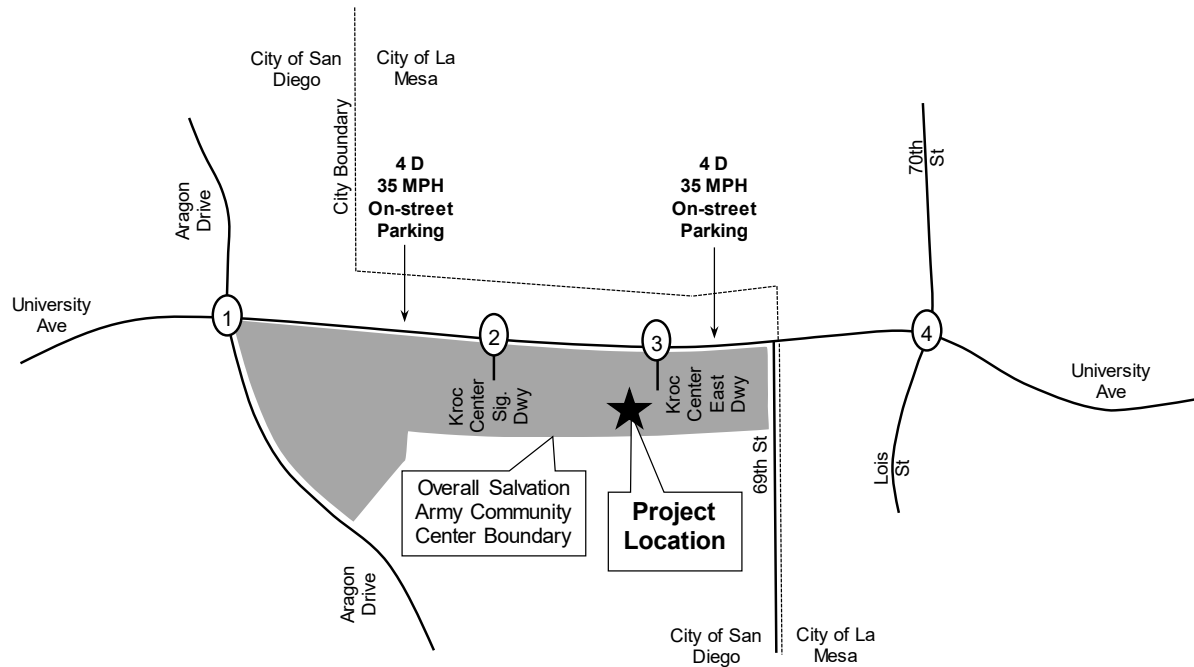 City of San
Diego
City of La
Mesa
City Boundary
4 D
35 MPH
On-street
Parking
4 D
35 MPH
On-street
Parking
70th
St
Aragon
Drive
University
Ave
1
2
3
4
Kroc
Center
Sig.
Dwy
Kroc
Center
East
Dwy
University
Ave
69th St
Lois
St
Overall Salvation
Army Community
Center Boundary
Project
Location
Aragon
Drive
City of San
Diego
City of La
Mesa